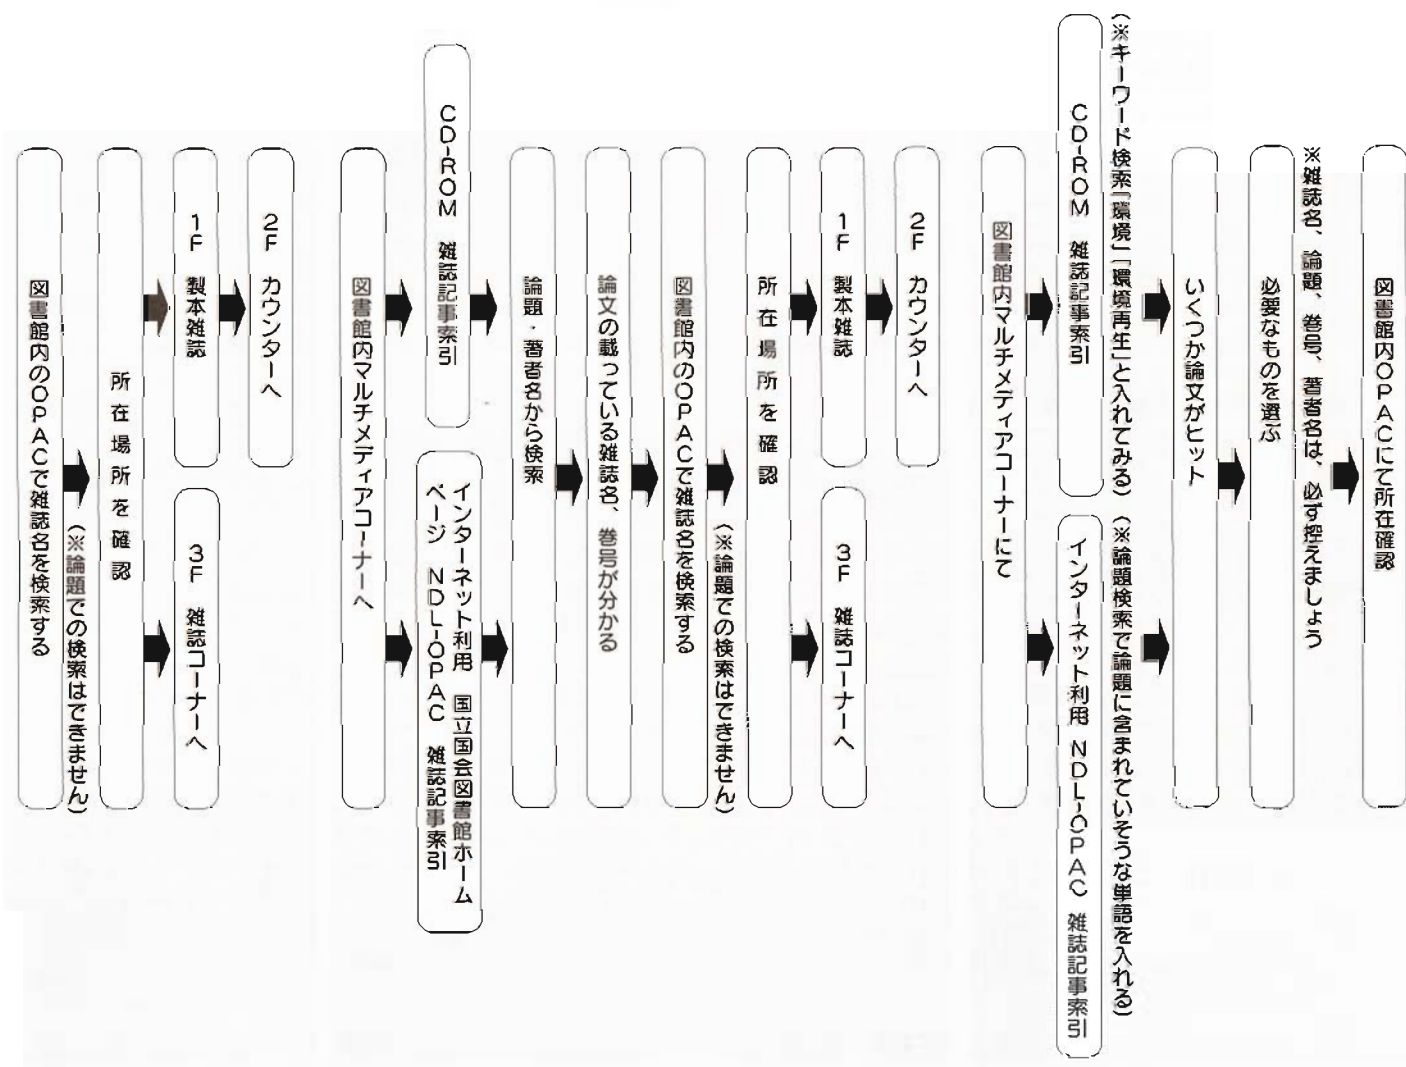 図書館内のOPACで雑誌名を検索する
(※論題での検索はできません)
所在場所を確認
1F 製本雑誌
3F 雑誌コーナーへ
2F カウンターへ
図書館内マルチメディアコーナーへ
CD-ROM 雑誌記事索引
インターネット利用 国立国会図書館ホーム
ページ NDL-OPAC 雑誌記事索引
論題・著者名から検索
論文の載っている雑誌名、巻号が分かる
図書館内のOPACで雑誌名を検索する
(※論題での検索はできません)
所在場所を確認
1F 製本雑誌
3F 雑誌コーナーへ
2F カウンターへ
図書館内マルチメディアコーナーにて
CD-ROM 雑誌記事索引
(※キーワード検索「環境」「環境再生」と入れてみる)
インターネット利用 NDL-OPAC 雑誌記事索引
(※論題検索で論題に含まれていそうな単語を入れる)
いくつか論文がヒット
必要なものを選ぶ
※雑誌名、論題、巻号、著者名は、必ず控えましょう
図書館内OPACにて所在確認